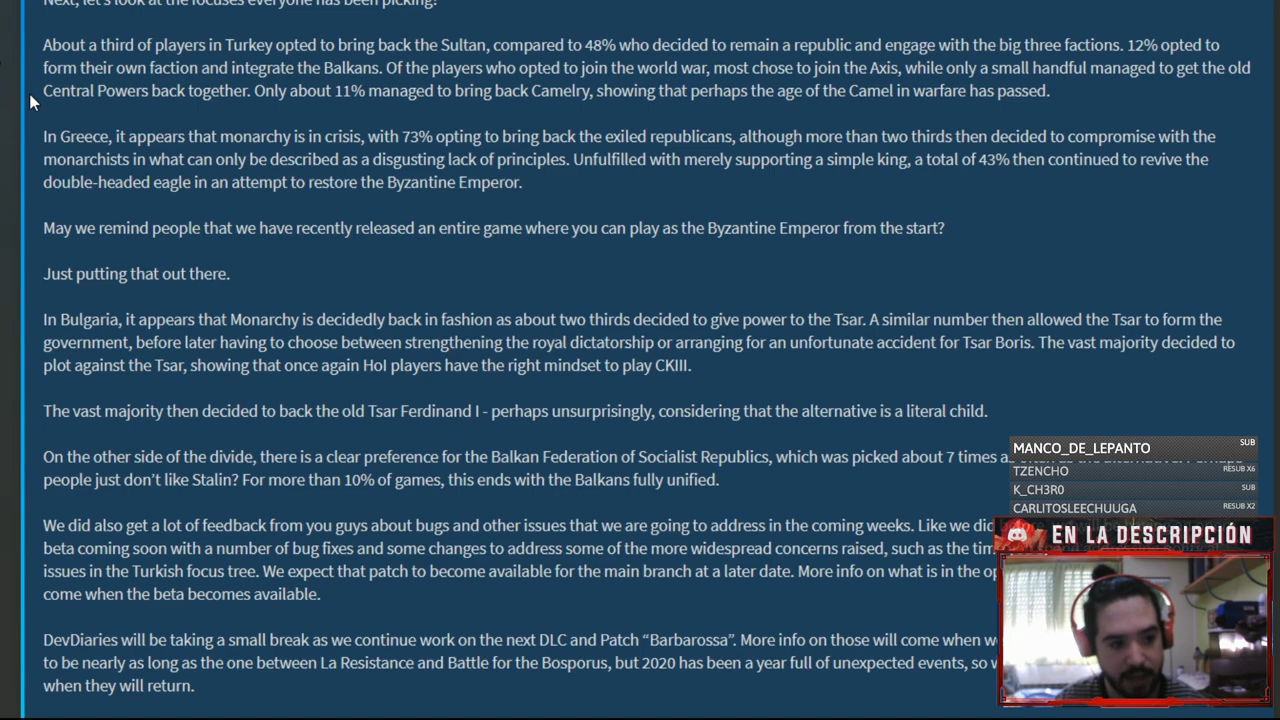 Next, let's look at the focuses everyone has been picking!
About a third of players in Turkey opted to bring back the Sultan, compared to 48% who decided to remain a republic and engage with the big three factions. 12% opted to
form their own faction and integrate the Balkans. Of the players who opted to join the world war, most chose to join the Axis, while only a small handful managed to get the old
Central Powers back together. Only about 11% managed to bring back Camelry, showing that perhaps the age of the Camel in warfare has passed.
In Greece, it appears that monarchy is in crisis, with 73% opting to bring back the exiled republicans, although more than two thirds then decided to compromise with the
monarchists in what can only be described as a disgusting lack of principles. Unfulfilled with merely supporting a simple king, a total of 43% then continued to revive the
double-headed eagle in an attempt to restore the Byzantine Emperor.
May we remind people that we have recently released an entire game where you can play as the Byzantine Emperor from the start?
Just putting that out there.
In Bulgaria, it appears that Monarchy is decidedly back in fashion as about two thirds decided to give power to the Tsar. A similar number then allowed the Tsar to form the
government, before later having to choose between strengthening the royal dictatorship or arranging for an unfortunate accident for Tsar Boris. The vast majority decided to
plot against the Tsar, showing that once again HoI players have the right mindset to play CKIII.
The vast majority then decided to back the old Tsar Ferdinand I - perhaps unsurprisingly, considering that the alternative is a literal child.
On the other side of the divide, there is a clear preference for the Balkan Federation of Socialist Republics, which was picked about 7 times a
people just don't like Stalin? For more than 10% of games, this ends with the Balkans fully unified.
We did also get a lot of feedback from you guys about bugs and other issues that we are going to address in the coming weeks. Like we did
beta coming soon with a number of bug fixes and some changes to address some of the more widespread concerns raised, such as the tim
issues in the Turkish focus tree. We expect that patch to become available for the main branch at a later date. More info on what is in the op
come when the beta becomes available.
DevDiaries will be taking a small break as we continue work on the next DLC and Patch “Barbarossa”. More info on those will come when w
to be nearly as long as the one between La Resistance and Battle for the Bosporus, but 2020 has been a year full of unexpected events, so w
when they will return.
MANCO_DE_LEPANTO SUB
TZENCHO RESUB X6
K_CH3R0 SUB
CARLITOSLEECHUUGA RESUB X2
EN LA DESCRIPCIÓN